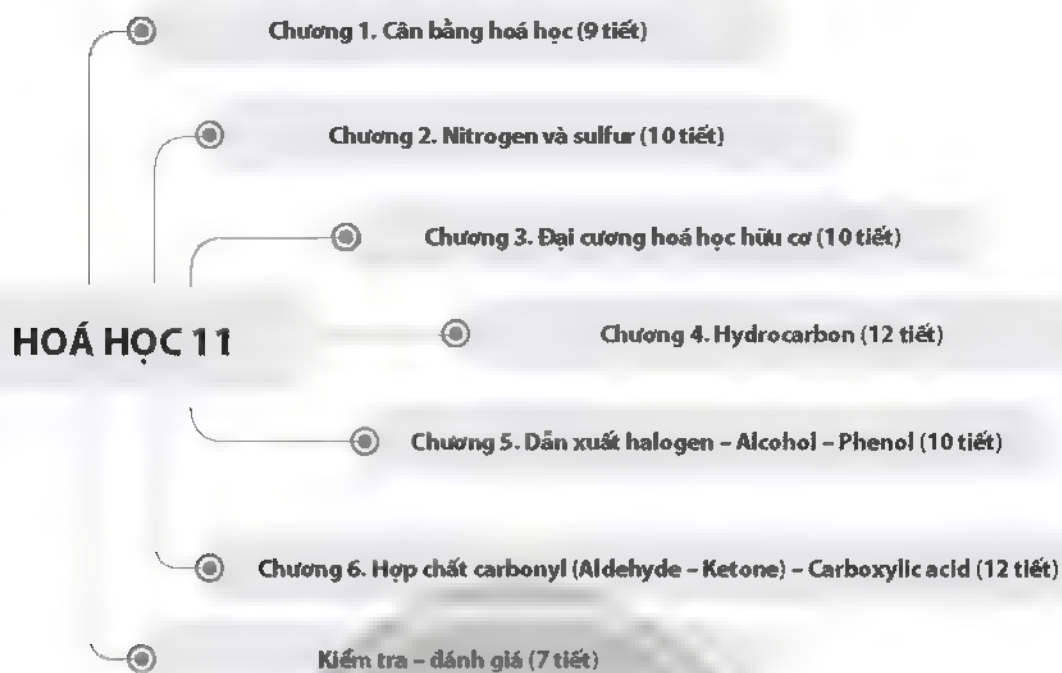 Chương 1. Cân bằng hoá học (9 tiết)
Chương 2. Nitrogen và sulfur (10 tiết)
Chương 3. Đại cương hoá học hữu cơ (10 tiết)
HOÁ HỌC 11
Chương 4. Hydrocarbon (12 tiết)
Chương 5. Dẫn xuất halogen – Alcohol – Phenol (10 tiết)
Chương 6. Hợp chất carbonyl (Aldehyde – Ketone) – Carboxylic acid (12 tiết)
Kiểm tra – đánh giá (7 tiết)